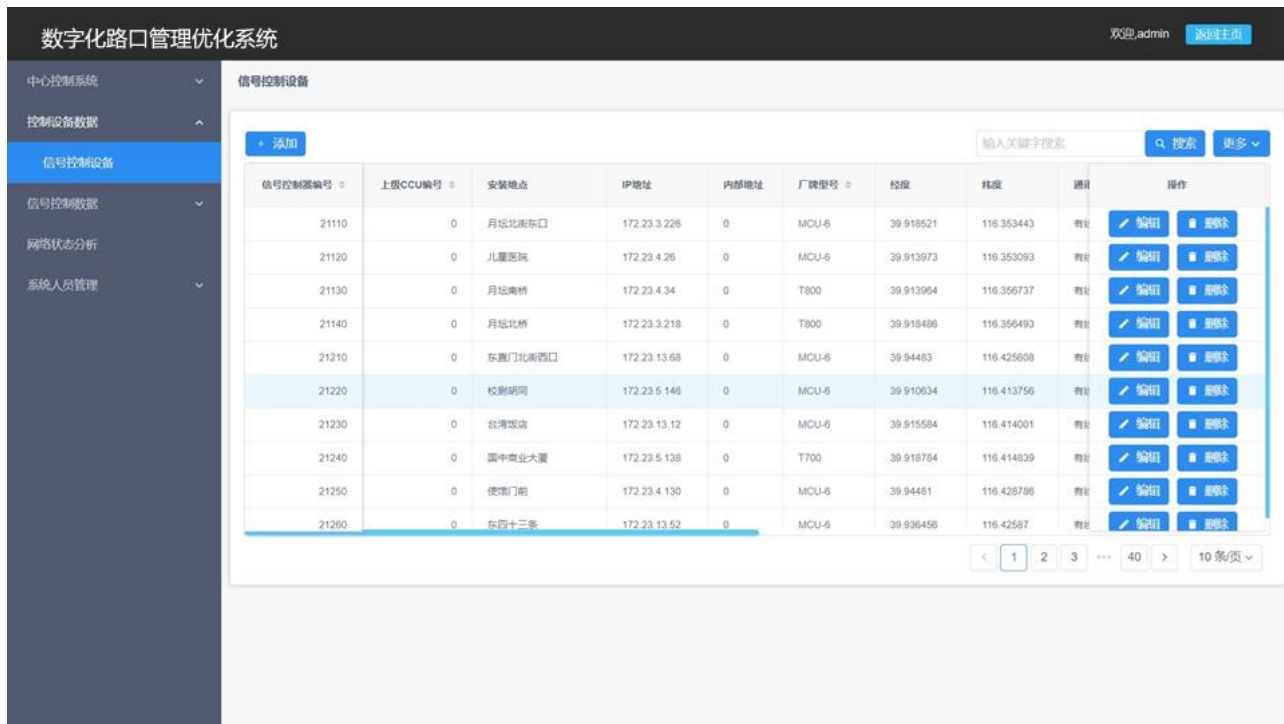 数字化路口管理优化系统 欢迎,admin 返回主页
中心控制系统
控制设备数据
信号控制设备
信号控制数据
网络状态分析
系统人员管理
信号控制设备
+ 添加 输入关键字搜索 搜索 更多
信号控制器编号 上级CCU编号 安装地点 IP地址 内部地址 厂牌型号 经度 纬度 操作
21110 0 月坛北街东口 172.23.3.226 0 MCU-6 39.918521 116.353443 编辑 删除
21120 0 儿童医院 172.23.4.26 0 MCU-6 39.913973 116.353093 编辑 删除
21130 0 月坛南桥 172.23.4.34 0 T800 39.913964 116.356737 编辑 删除
21140 0 月坛北桥 172.23.3.218 0 T800 39.918486 116.356493 编辑 删除
21210 0 东直门北街西口 172.23.13.68 0 MCU-6 39.94483 116.425608 编辑 删除
21220 0 校尉胡同 172.23.5.146 0 MCU-6 39.910634 116.413756 编辑 删除
21230 0 台湾饭店 172.23.13.12 0 MCU-6 39.915584 116.414001 编辑 删除
21240 0 国中商业大厦 172.23.5.138 0 T700 39.918784 116.414839 编辑 删除
21250 0 使馆门前 172.23.4.130 0 MCU-6 39.94481 116.428786 编辑 删除
21260 0 东四十三条 172.23.13.52 0 MCU-6 39.936456 116.42587 编辑 删除
1 2 3 ••• 40 10 条/页